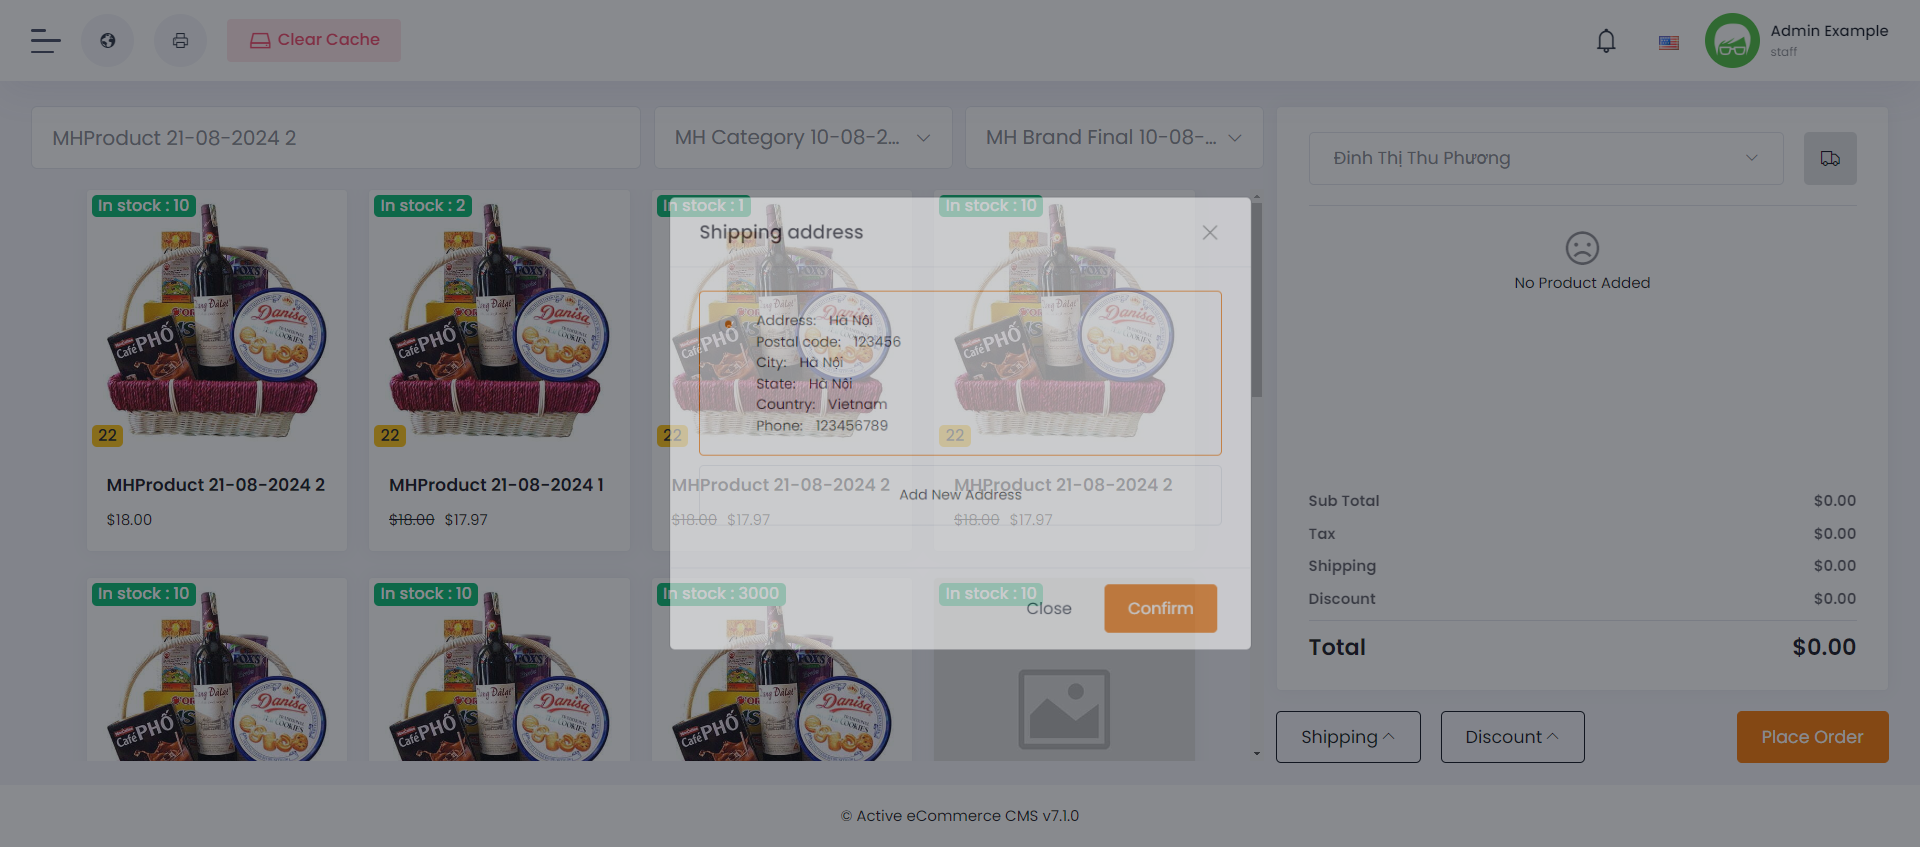 Clear Cache
Admin Example
staff
MHProduct 21-08-2024 2
MH Category 10-08-2...
MH Brand Final 10-08-...
Đinh Thị Thu Phương
In stock : 10
In stock : 2
In stock : 1
In stock : 10
Shipping address
No Product Added
Address: Hà Nội
Postal code: 123456
City: Hà Nội
State: Hà Nội
Country: Vietnam
Phone: 123456789
22
22
22
22
MHProduct 21-08-2024 2
MHProduct 21-08-2024 1
MHProduct 21-08-2024 2
MHProduct 21-08-2024 2
Add New Address
$18.00
$18.00 $17.97
$18.00 $17.97
$18.00 $17.97
Sub Total $0.00
Tax $0.00
Shipping $0.00
Discount $0.00
Total $0.00
In stock : 10
In stock : 10
In stock : 3000
In stock : 10
Close
Confirm
Danisa
Café PHỐ
Shipping
Discount
Place Order
© Active eCommerce CMS v7.1.0